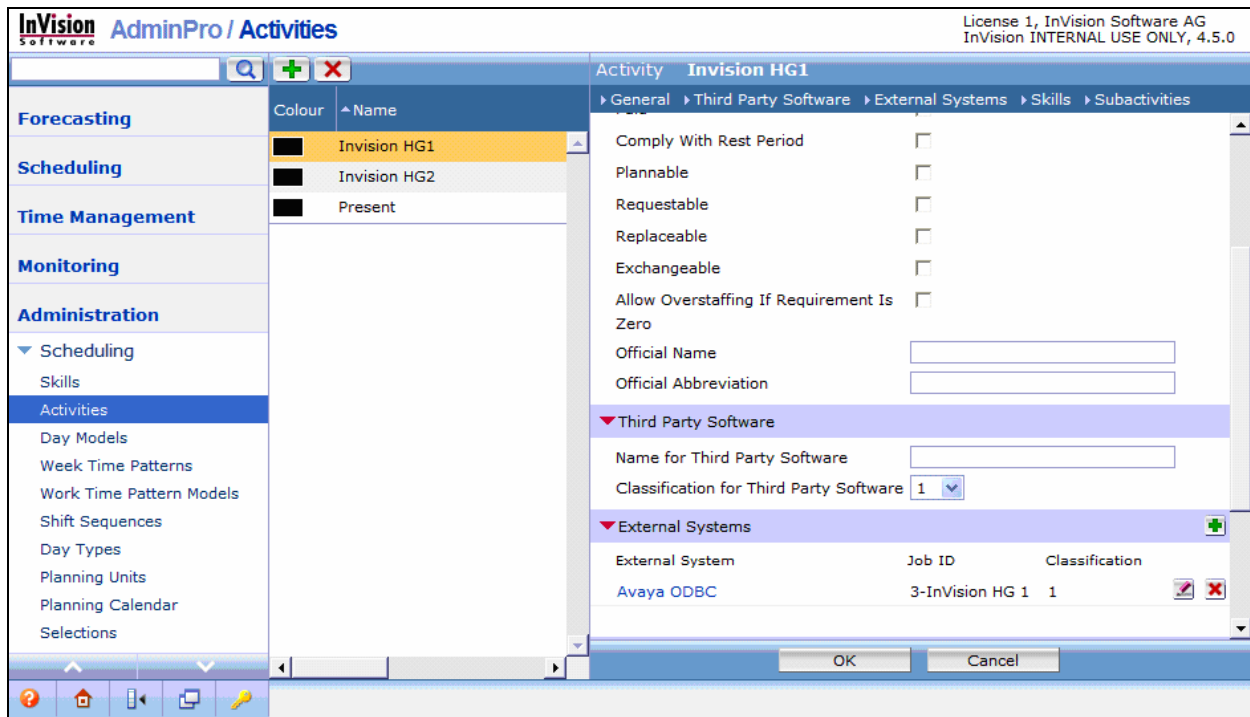 InVision
Software
AdminPro / Activities
License 1, InVision Software AG
InVision INTERNAL USE ONLY, 4.5.0
Activity Invision HG1
General Third Party Software External Systems Skills Subactivities
Forecasting
Scheduling
Time Management
Monitoring
Administration
Scheduling
Skills
Activities
Day Models
Week Time Patterns
Work Time Pattern Models
Shift Sequences
Day Types
Planning Units
Planning Calendar
Selections
Colour Name
Invision HG1
Invision HG2
Present
Comply With Rest Period
Plannable
Requestable
Replaceable
Exchangeable
Allow Overstaffing If Requirement Is
Zero
Official Name
Official Abbreviation
Third Party Software
Name for Third Party Software
Classification for Third Party Software 1
External Systems
External System Job ID Classification
Avaya ODBC 3-InVision HG 1 1
OK Cancel